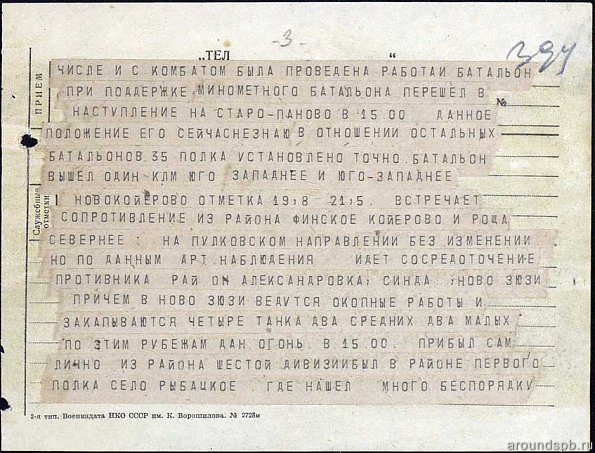 - 3 -
„ТЕЛ “
394
ПРИЕМ
№
Служебные отметки
ЧИСЛЕ И С КОМБАТОМ БЫЛА ПРОВЕДЕНА РАБОТАИ БАТАЛЬОН
ПРИ ПОДДЕРЖКЕ МИНОМЕТНОГО БАТАЛЬОНА ПЕРЕШЕЛ В
НАСТУПЛЕНИЕ НА СТАРО-ПАНОВО В 15 00. ДАННОЕ
ПОЛОЖЕНИЕ ЕГО СЕЙЧАСНЕЗНАЮ В ОТНОШЕНИИ ОСТАЛЬНЫХ
БАТАЛЬОНОВ 35 ПОЛКА УСТАНОВЛЕНО ТОЧНО БАТАЛЬОН
ВЫШЕЛ ОДИН КЛМ ЮГО ЗАПАДНЕЕ И ЮГО-ЗАПАДНЕЕ
НОВОКОЙЕРОВО ОТМЕТКА 19,8 21,5. ВСТРЕЧАЕТ
СОПРОТИВЛЕНИЕ ИЗ РАЙОНА ФИНСКОЕ КОЙЕРОВО И РОЩА
СЕВЕРНЕЕ : НА ПУЛКОВСКОМ НАПРАВЛЕНИИ БЕЗ ИЗМЕНЕНИИ
НО ПО ДАННЫМ АРТ. НАБЛЮДЕНИЯ ИДЕТ СОСРЕДОТОЧЕНИЕ
ПРОТИВНИКА РАЙ ОН АЛЕКСАНДРОВКА, СИНДА , НОВО ЗЮЗИ
ПРИЧЕМ В НОВО ЗЮЗИ ВЕДУТСЯ ОКОПНЫЕ РАБОТЫ И
ЗАКАПЫВАЮТСЯ ЧЕТЫРЕ ТАНКА ДВА СРЕДНИХ ДВА МАЛЫХ
ПО ЭТИМ РУБЕЖАМ ДАН ОГОНЬ. В 15.00. ПРИБЫЛ САМ
ЛИЧНО ИЗ РАЙОНА ШЕСТОЙ ДИВИЗИИБЫЛ В РАЙОНЕ ПЕРВОГО
ПОЛКА СЕЛО РЫБАЦКОЕ ГДЕ НАШЕЛ МНОГО БЕСПОРЯДКУ
2-я тип. Воениздата НКО СССР им. К. Ворошилова. № 2728м
aroundspb.ru